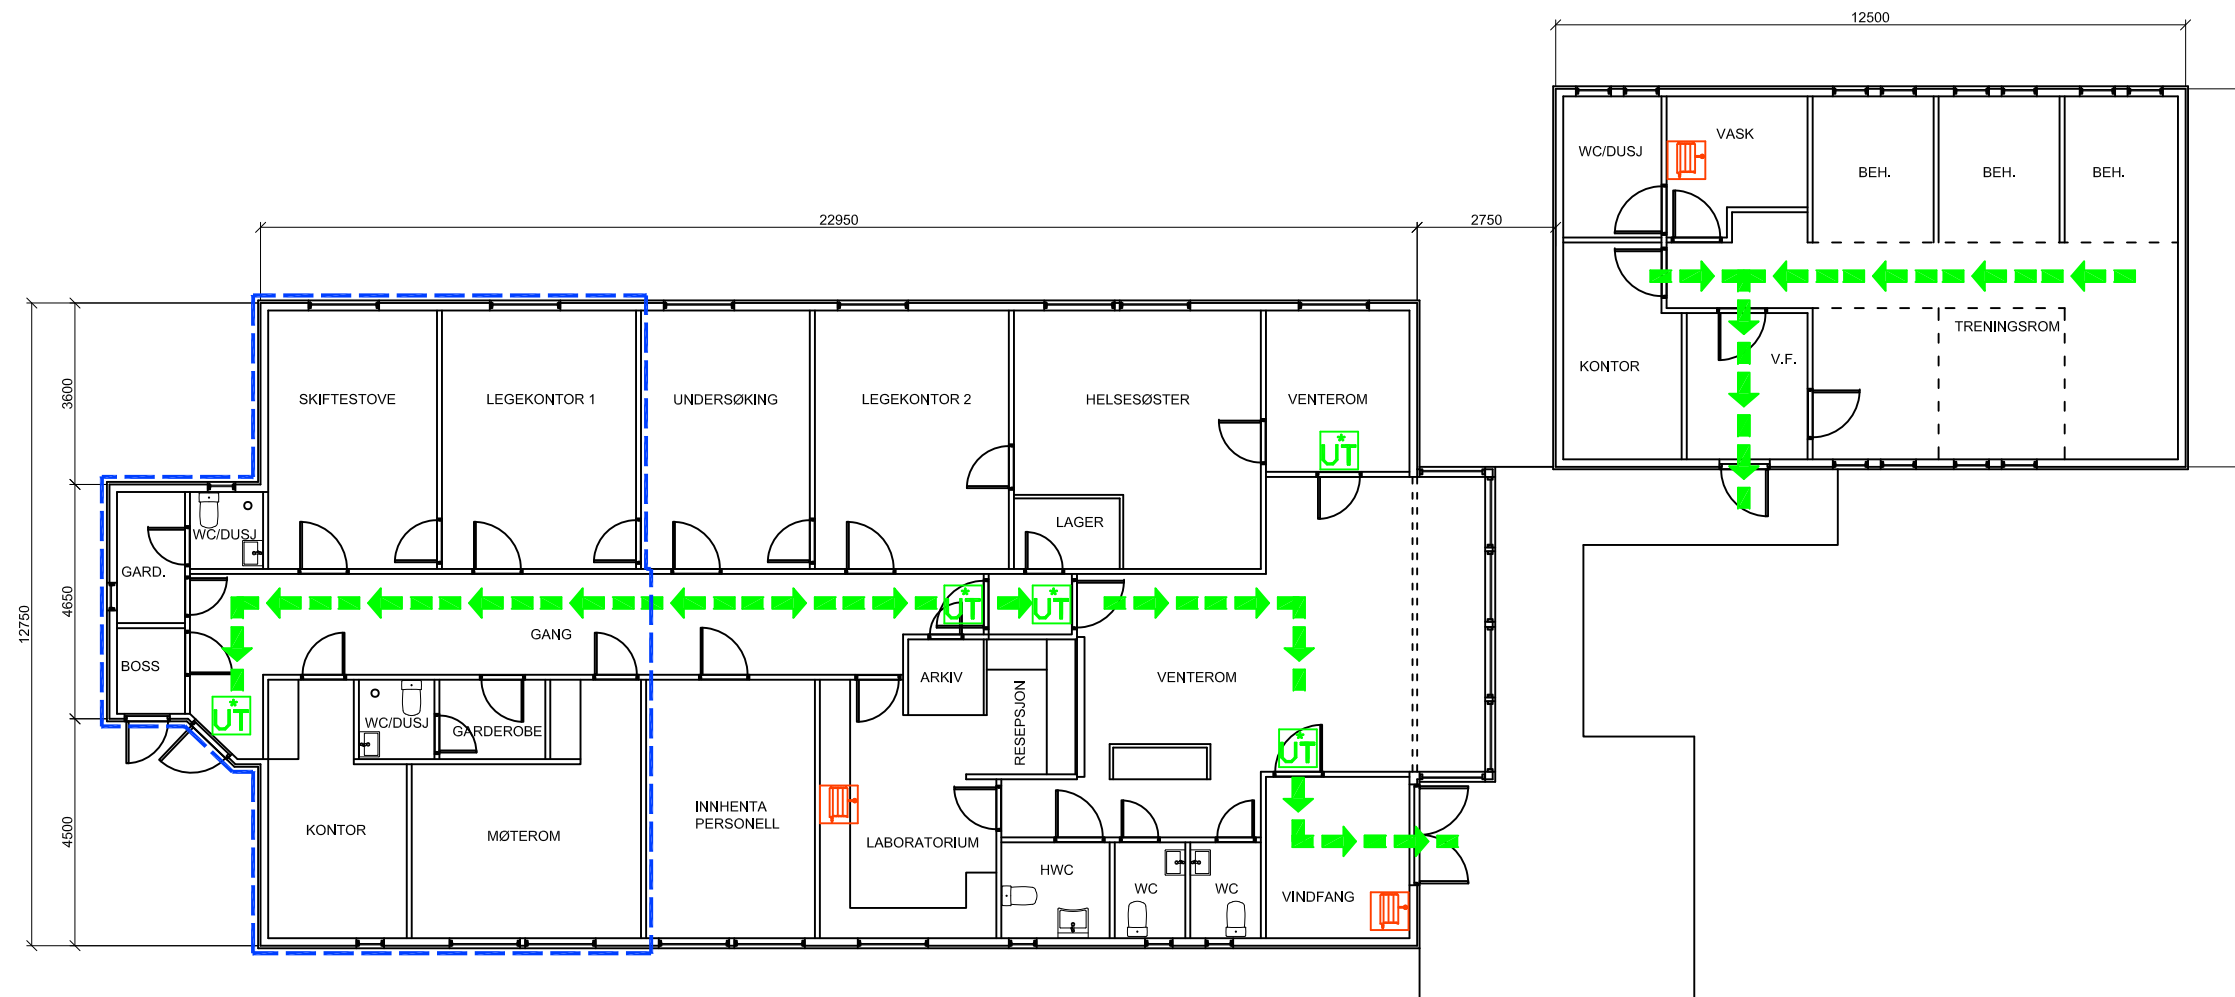 12500
22950
2750
12750
3600
4650
4500
WC/DUSJ
VASK
BEH.
BEH.
BEH.
KONTOR
V.F.
TRENINGSROM
SKIFTESTOVE
LEGEKONTOR 1
UNDERSØKING
LEGEKONTOR 2
HELSESØSTER
VENTEROM
UT
LAGER
WC/DUSJ
GARD.
BOSS
GANG
UT
UT
UT
ARKIV
RESEPSJON
VENTEROM
UT
WC/DUSJ
GARDEROBE
KONTOR
MØTEROM
INNHENTA
PERSONELL
LABORATORIUM
HWC
WC
WC
VINDFANG